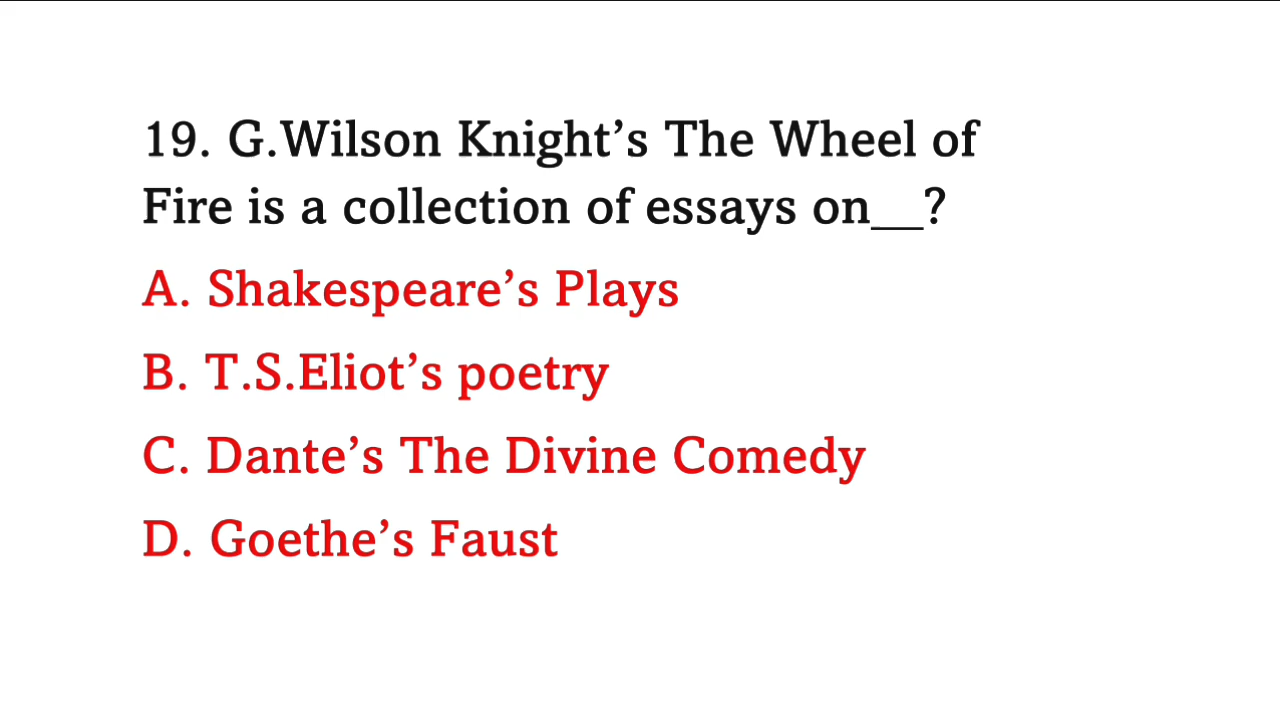 19. G.Wilson Knight’s The Wheel of
Fire is a collection of essays on__?
A. Shakespeare’s Plays
B. T.S.Eliot’s poetry
C. Dante’s The Divine Comedy
D. Goethe’s Faust